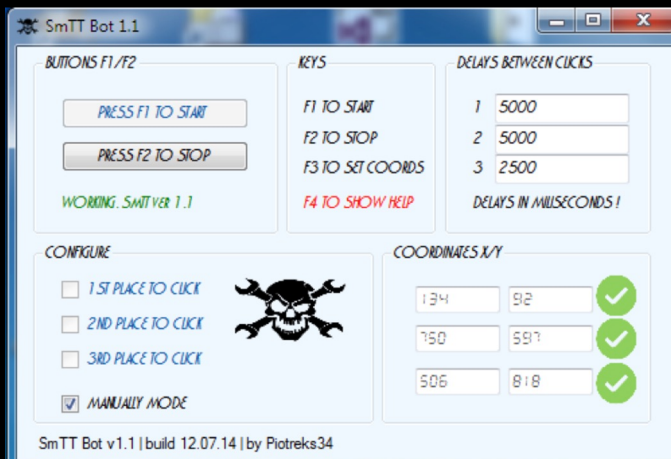 SmTT Bot 1.1
BUTTONS F1/F2
PRESS F1 TO START
PRESS F2 TO STOP
WORKING. SMTT VER 1.1
KEYS
F1 TO START
F2 TO STOP
F3 TO SET COORDS
F4 TO SHOW HELP
DELAYS BETWEEN CLICKS
1 5000
2 5000
3 2500
DELAYS IN MILISECONDS !
CONFIGURE
1ST PLACE TO CLICK
2ND PLACE TO CLICK
3RD PLACE TO CLICK
MANUALLY MODE
COORDINATES X/Y
134 92
750 597
506 818
SmTT Bot v1.1 | build 12.07.14 | by Piotreks34